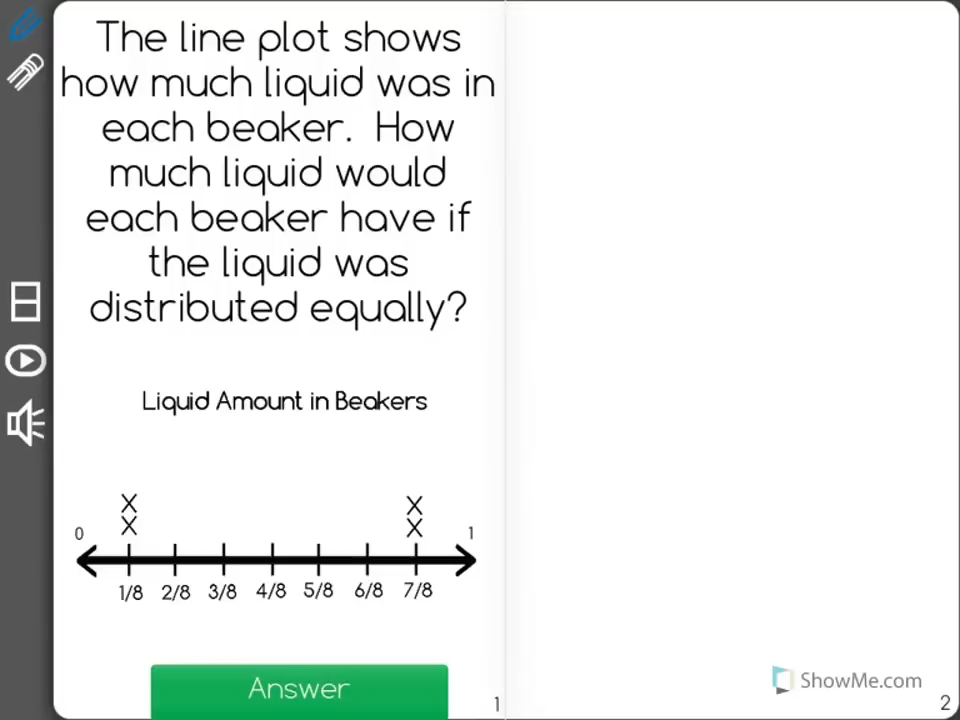 The line plot shows
how much liquid was in
each beaker. How
much liquid would
each beaker have if
the liquid was
distributed equally?
Liquid Amount in Beakers
X X
X X
0 1
1/8 2/8 3/8 4/8 5/8 6/8 7/8
Answer
1
ShowMe.com
2